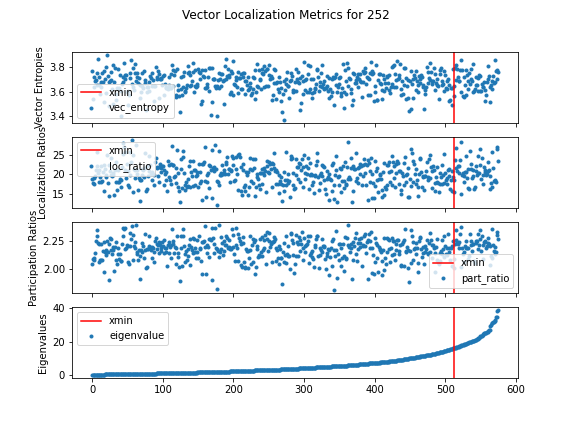 Vector Localization Metrics for 252
Vector Entropies
3.8
3.6
3.4
xmin
vec_entropy
Localization Ratios
25
20
15
xmin
loc_ratio
Participation Ratios
2.25
2.00
xmin
part_ratio
Eigenvalues
40
20
0
xmin
eigenvalue
0 100 200 300 400 500 600